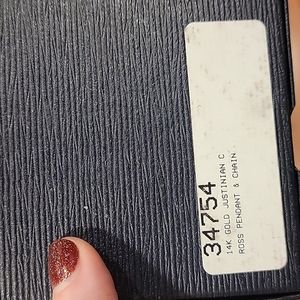 34754
14K GOLD JUSTINIAN C
ROSS PENDANT & CHAIN